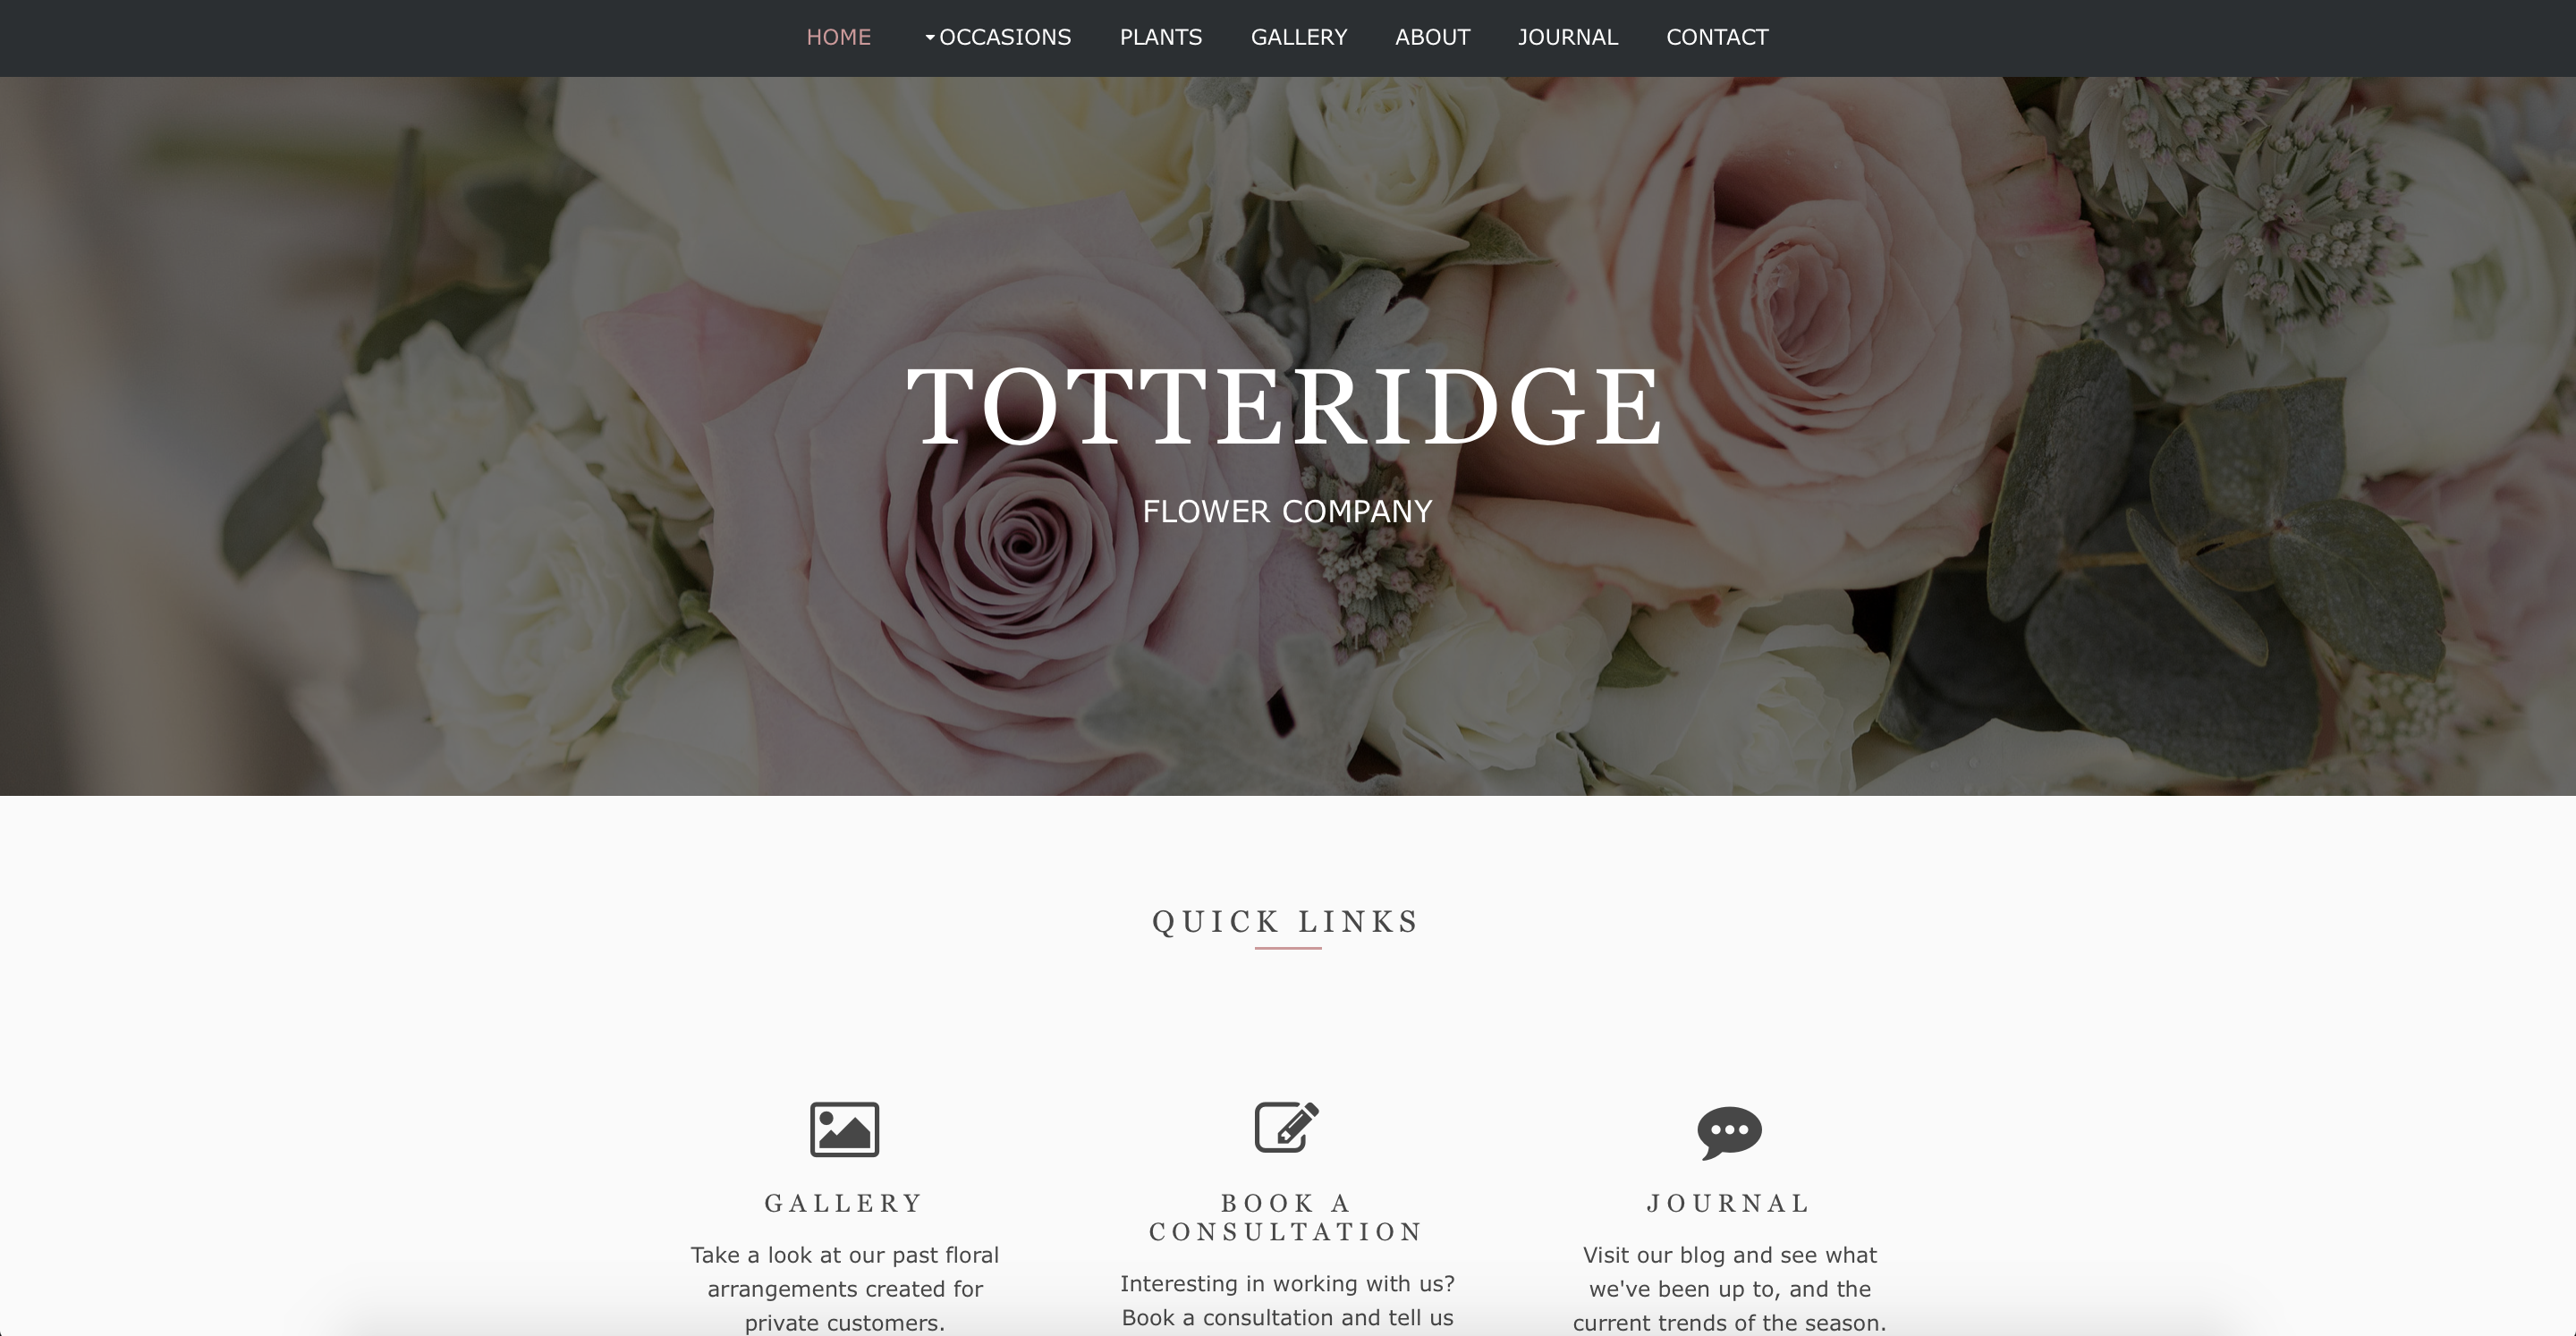 HOME OCCASIONS PLANTS GALLERY ABOUT JOURNAL CONTACT
TOTTERIDGE
FLOWER COMPANY
QUICK LINKS
GALLERY
Take a look at our past floral
arrangements created for
private customers.
BOOK A
CONSULTATION
Interesting in working with us?
Book a consultation and tell us
JOURNAL
Visit our blog and see what
we've been up to, and the
current trends of the season.